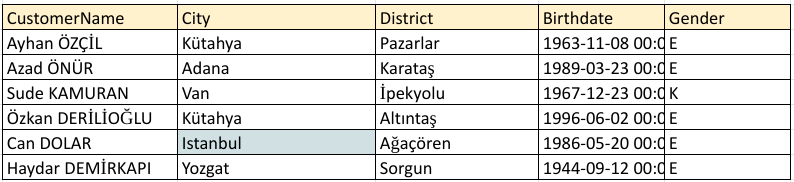 CustomerName City District Birthdate Gender
Ayhan ÖZÇİL Kütahya Pazarlar 1963-11-08 00:0 E
Azad ÖNÜR Adana Karataş 1989-03-23 00:0 E
Sude KAMURAN Van İpekyolu 1967-12-23 00:0 K
Özkan DERİLİOĞLU Kütahya Altıntaş 1996-06-02 00:0 E
Can DOLAR Istanbul Ağaçören 1986-05-20 00:0 E
Haydar DEMİRKAPI Yozgat Sorgun 1944-09-12 00:0 E